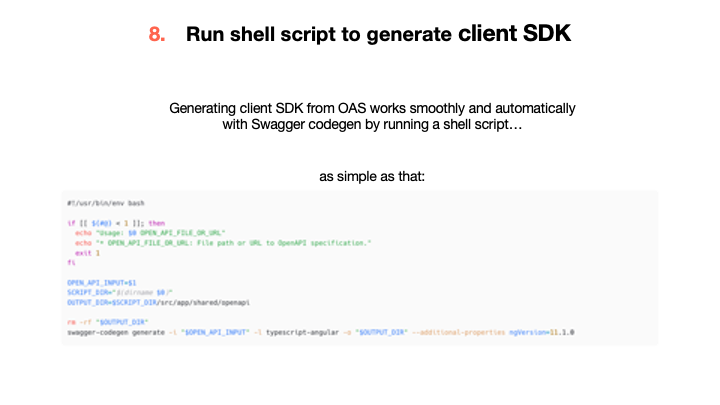 8. Run shell script to generate client SDK
Generating client SDK from OAS works smoothly and automatically
with Swagger codegen by running a shell script…
as simple as that:
#!/usr/bin/env bash
if [[ ${#@} < 1 ]]; then
echo "Usage: $0 OPEN_API_FILE_OR_URL"
echo "* OPEN_API_FILE_OR_URL: File path or URL to OpenAPI specification."
exit 1
fi
OPEN_API_INPUT=$1
SCRIPT_DIR="$(dirname $0)"
OUTPUT_DIR=$SCRIPT_DIR/src/app/shared/openapi
rm -rf "$OUTPUT_DIR"
swagger-codegen generate -i "$OPEN_API_INPUT" -l typescript-angular -o "$OUTPUT_DIR" --additional-properties ngVersion=11.1.0